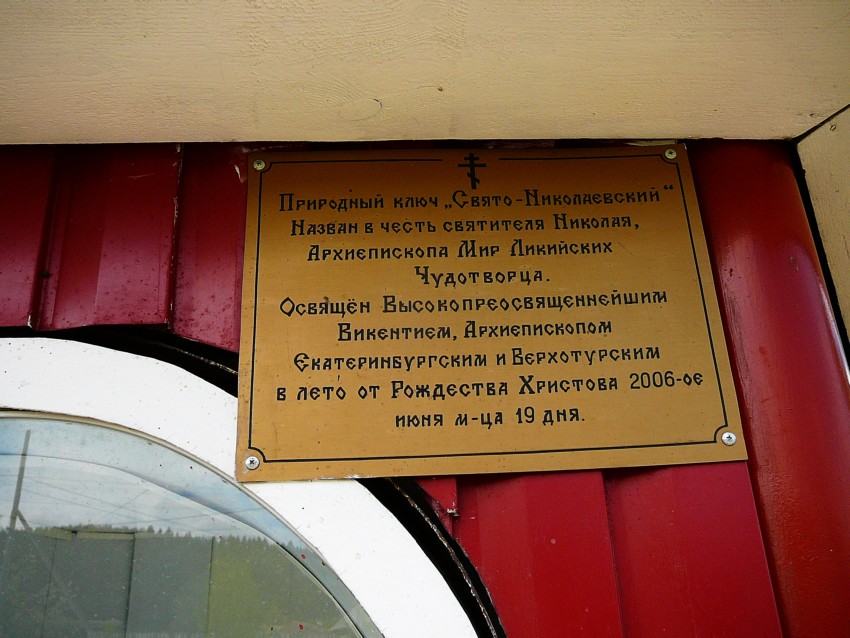 Природный ключ „Свято-Николаевский“
Назван в честь святителя Николая,
Архиепископа Мир Ликийских
Чудотворца.
Освящён Высокопреосвященнейшим
Викентием, Архиепископом
Екатеринбургским и Верхотурским
в лето от Рождества Христова 2006-ое
июня м-ца 19 дня.